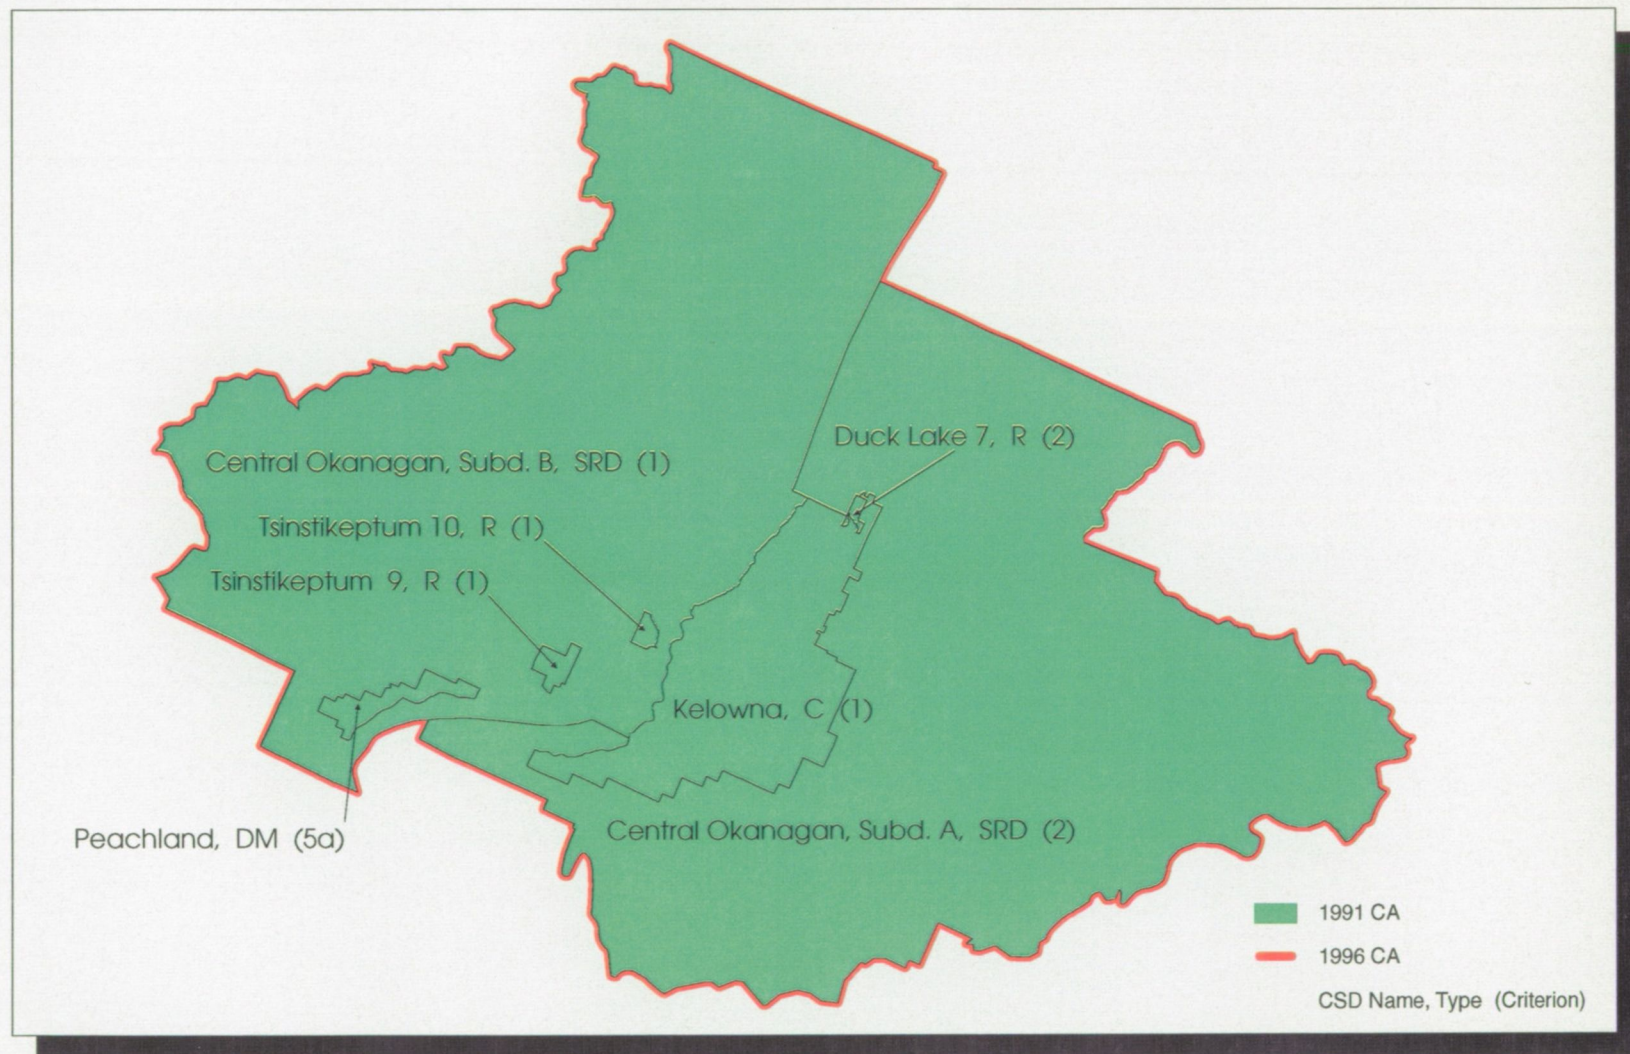 Duck Lake 7, R (2)
Central Okanagan, Subd. B, SRD (1)
Tsinstikeptum 10, R (1)
Tsinstikeptum 9, R (1)
Kelowna, C (1)
Peachland, DM (5a)
Central Okanagan, Subd. A, SRD (2)
1991 CA
1996 CA
CSD Name, Type (Criterion)